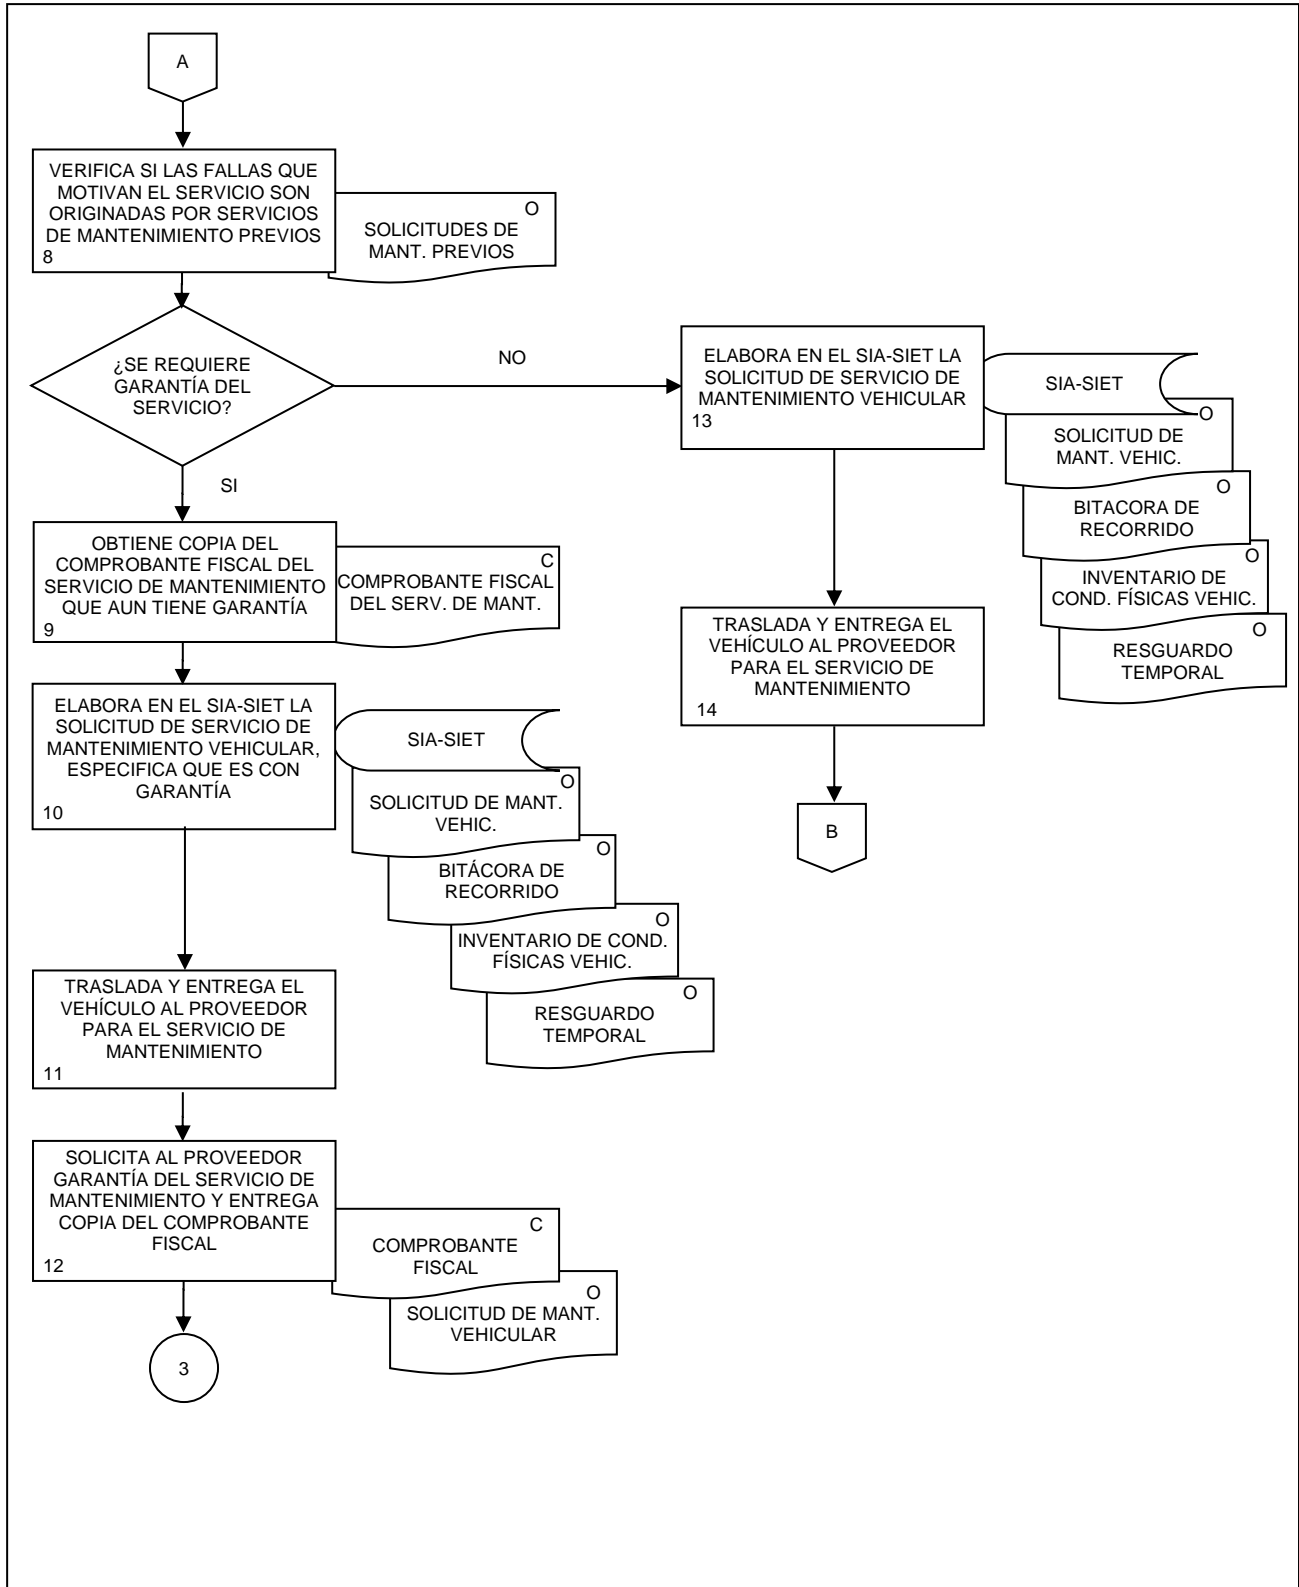 A
VERIFICA SI LAS FALLAS QUE
MOTIVAN EL SERVICIO SON
ORIGINADAS POR SERVICIOS
DE MANTENIMIENTO PREVIOS
8
O
SOLICITUDES DE
MANT. PREVIOS
¿SE REQUIERE
GARANTÍA DEL
SERVICIO?
NO
SI
OBTIENE COPIA DEL
COMPROBANTE FISCAL DEL
SERVICIO DE MANTENIMIENTO
QUE AUN TIENE GARANTÍA
9
C
COMPROBANTE FISCAL
DEL SERV. DE MANT.
ELABORA EN EL SIA-SIET LA
SOLICITUD DE SERVICIO DE
MANTENIMIENTO VEHICULAR,
ESPECIFICA QUE ES CON
GARANTÍA
10
SIA-SIET
O
SOLICITUD DE MANT.
VEHIC.
O
BITÁCORA DE
RECORRIDO
O
INVENTARIO DE COND.
FÍSICAS VEHIC.
O
RESGUARDO
TEMPORAL
TRASLADA Y ENTREGA EL
VEHÍCULO AL PROVEEDOR
PARA EL SERVICIO DE
MANTENIMIENTO
11
SOLICITA AL PROVEEDOR
GARANTÍA DEL SERVICIO DE
MANTENIMIENTO Y ENTREGA
COPIA DEL COMPROBANTE
FISCAL
12
C
COMPROBANTE
FISCAL
O
SOLICITUD DE MANT.
VEHICULAR
3
ELABORA EN EL SIA-SIET LA
SOLICITUD DE SERVICIO DE
MANTENIMIENTO VEHICULAR
13
SIA-SIET
O
SOLICITUD DE
MANT. VEHIC.
O
BITACORA DE
RECORRIDO
O
INVENTARIO DE
COND. FÍSICAS VEHIC.
O
RESGUARDO
TEMPORAL
TRASLADA Y ENTREGA EL
VEHÍCULO AL PROVEEDOR
PARA EL SERVICIO DE
MANTENIMIENTO
14
B